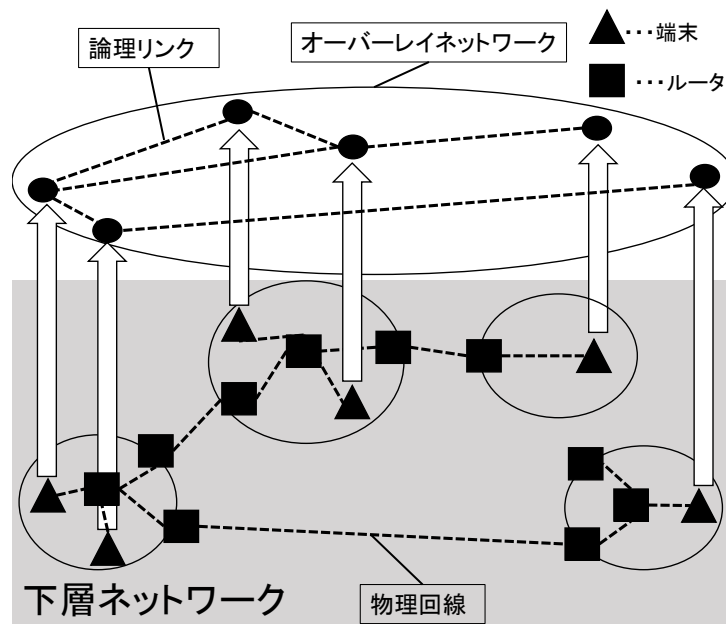 論理リンク
オーバーレイネットワーク
・・・端末
・・・ルータ
下層ネットワーク
物理回線